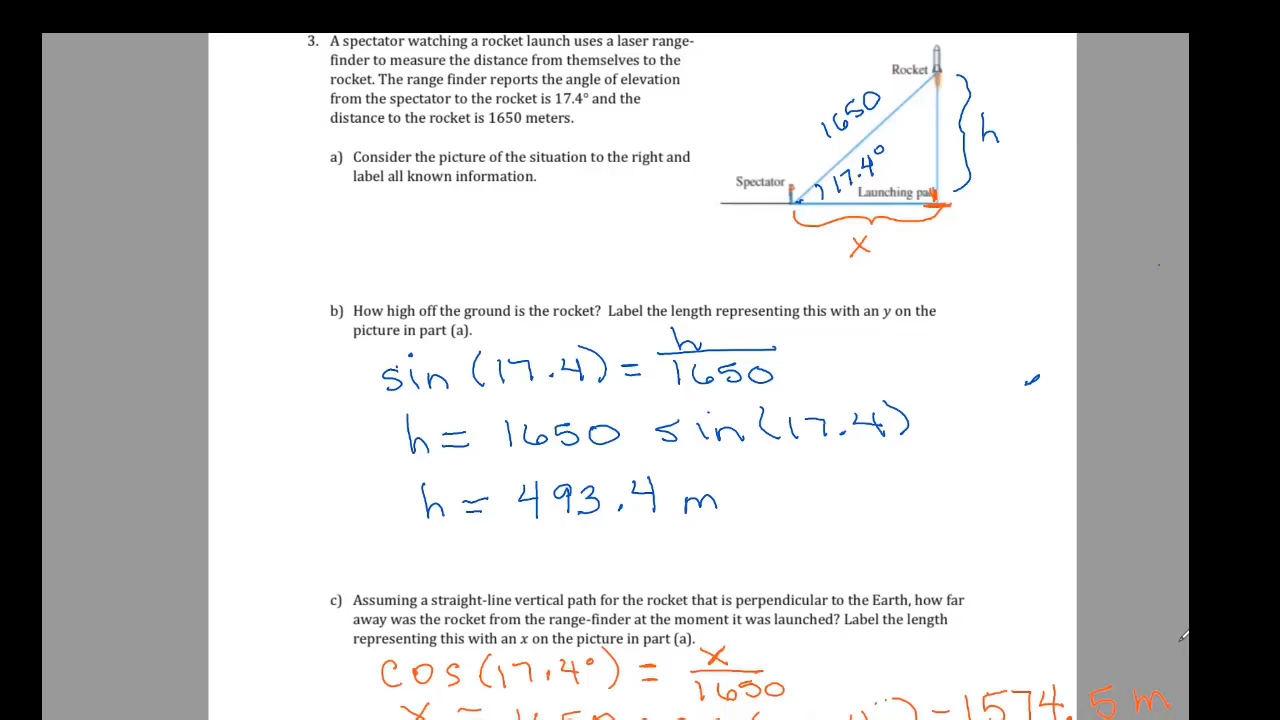 3. A spectator watching a rocket launch uses a laser range-
finder to measure the distance from themselves to the
rocket. The range finder reports the angle of elevation
from the spectator to the rocket is 17.4° and the
distance to the rocket is 1650 meters.
a) Consider the picture of the situation to the right and
label all known information.
Rocket
1650
h
17.4°
Spectator
Launching
x
b) How high off the ground is the rocket? Label the length representing this with an y on the
picture in part (a).
sin (17.4) = h/1650
h = 1650 sin(17.4)
h = 493.4 m
c) Assuming a straight-line vertical path for the rocket that is perpendicular to the Earth, how far
away was the rocket from the range-finder at the moment it was launched? Label the length
representing this with an x on the picture in part (a).
cos(17.4°) = x/1650
x = 1650 = 1574.5 m